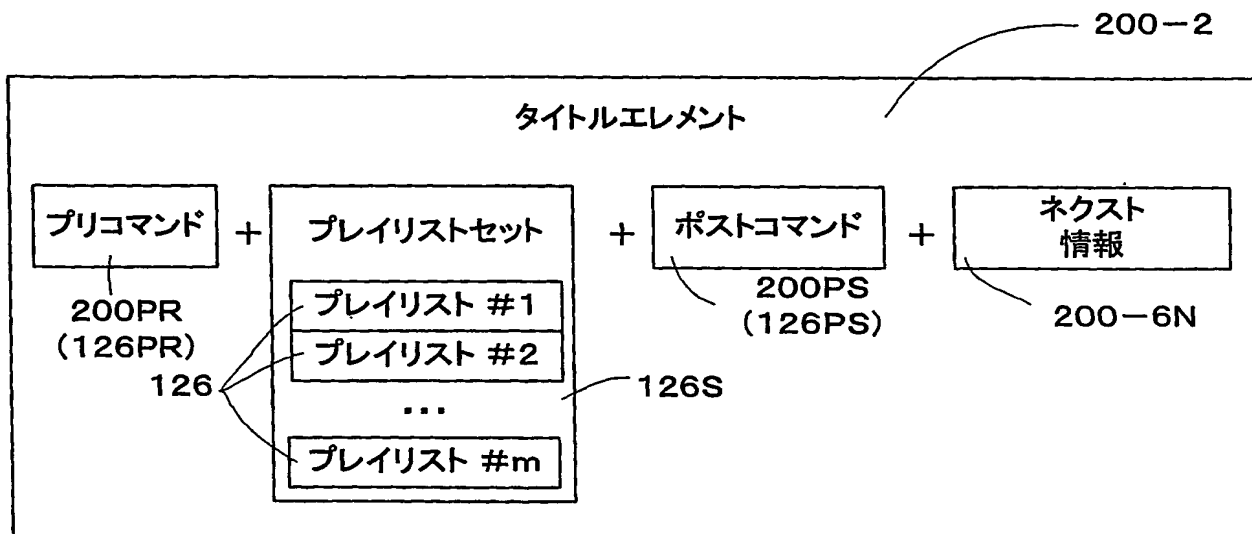 200-2
タイトルエレメント
プリコマンド + プレイリストセット + ポストコマンド + ネクスト
情報
200PR
(126PR)
200PS
(126PS)
200-6N
プレイリスト #1
プレイリスト #2
126
126S
...
プレイリスト #m